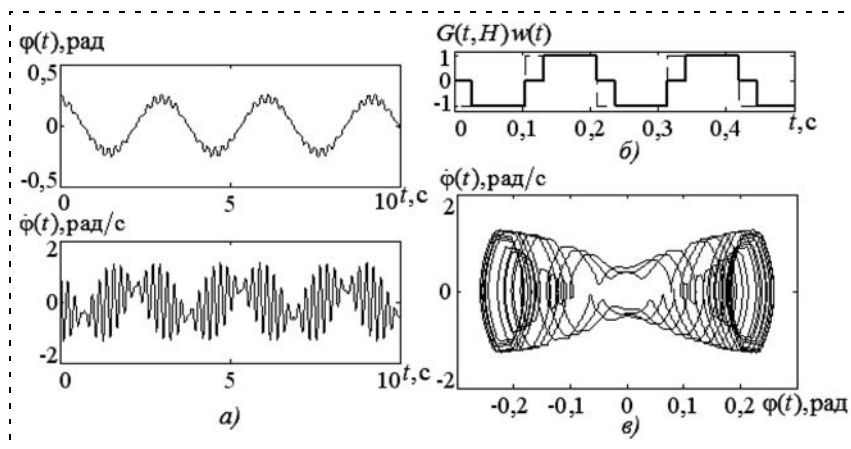 φ(t),рад
0,5
0
-0,5
0 5 10 t,с
φ̇(t),рад/с
2
0
-2
0 5 10 t,с
а)
G(t,H)w(t)
1
0
-1
0 0,1 0,2 0,3 0,4 t,с
б)
φ̇(t),рад/с
2
0
-2
-0,2 -0,1 0 0,1 0,2 φ(t),рад
в)